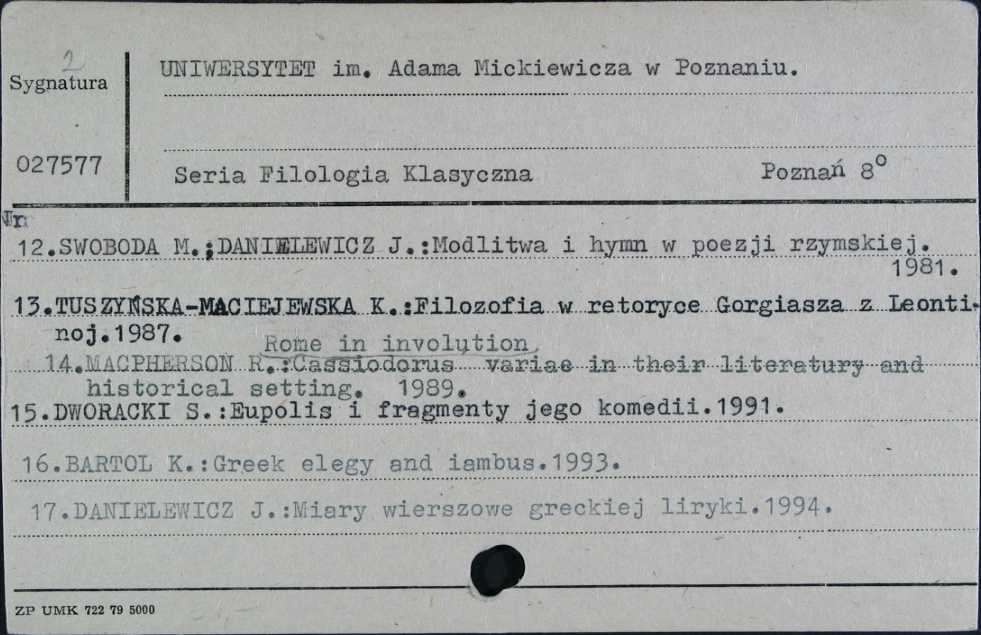 2
Sygnatura
UNIWERSYTET im. Adama Mickiewicza w Poznaniu.
027577
Seria Filologia Klasyczna Poznań 8°
12.SWOBODA M.;DANIELEWICZ J.:Modlitwa i hymn w poezji rzymskiej.
1981.
13.TUSZYŃSKA-MACIEJEWSKA K.:Filozofia w retoryce Gorgiasza z Leonti-
noj.1987.
Rome in involution,
14.MACPHERSON R.:Cassiodorus variae in their literatury and
historical setting. 1989.
15.DWORACKI S.:Eupolis i fragmenty jego komedii.1991.
16.BARTOL K.:Greek elegy and iambus.1993.
17.DANIELEWICZ J.:Miary wierszowe greckiej liryki.1994.
ZP UMK 722 79 5000